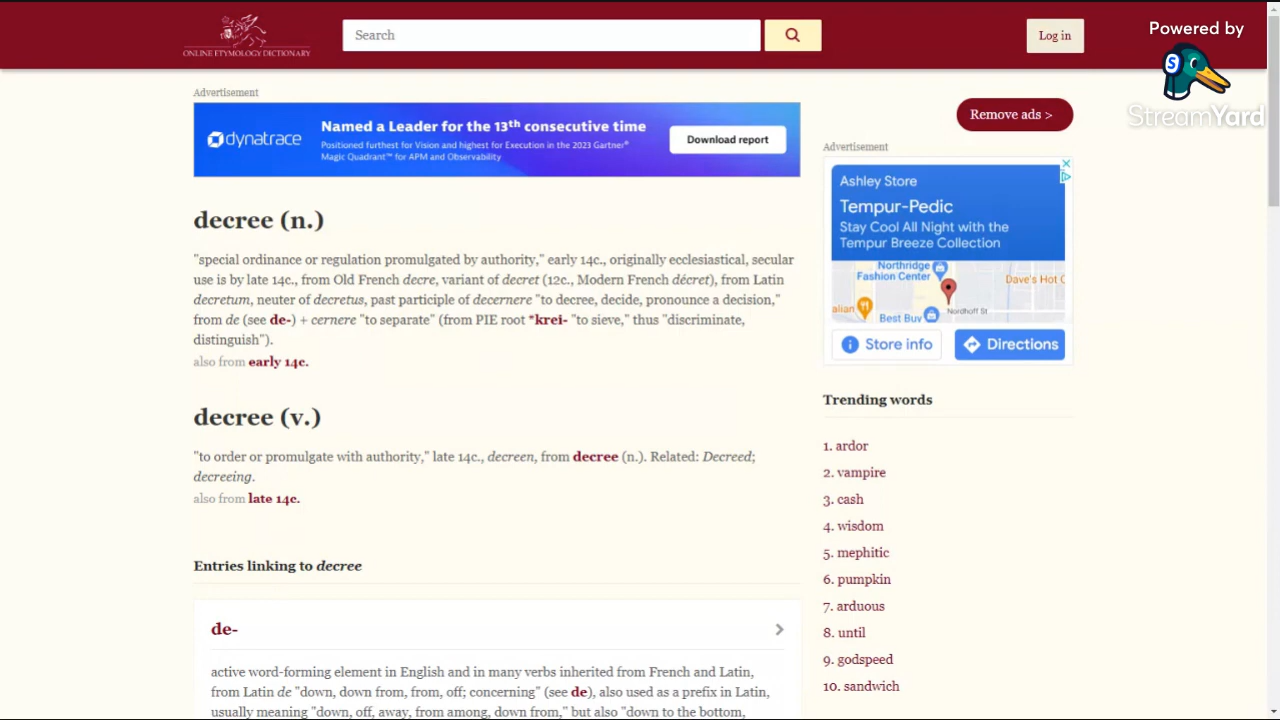 ONLINE ETYMOLOGY DICTIONARY
Search
Log in
Powered by
S
StreamYard
Advertisement
dynatrace
Named a Leader for the 13th consecutive time
Positioned furthest for Vision and highest for Execution in the 2023 Gartner®
Magic Quadrant™ for APM and Observability
Download report
Remove ads >
Advertisement
Ashley Store
Tempur-Pedic
Stay Cool All Night with the
Tempur Breeze Collection
Northridge
Fashion Center
Dave's Hot C
alian
Best Buy
Nordhoff St
Store info
Directions
decree (n.)
"special ordinance or regulation promulgated by authority," early 14c., originally ecclesiastical, secular
use is by late 14c., from Old French decre, variant of decret (12c., Modern French décret), from Latin
decretum, neuter of decretus, past participle of decernere "to decree, decide, pronounce a decision,"
from de (see de-) + cernere "to separate" (from PIE root *krei- "to sieve," thus "discriminate,
distinguish").
also from early 14c.
decree (v.)
"to order or promulgate with authority," late 14c., decreen, from decree (n.). Related: Decreed;
decreeing.
also from late 14c.
Entries linking to decree
de-
active word-forming element in English and in many verbs inherited from French and Latin,
from Latin de "down, down from, from, off; concerning" (see de), also used as a prefix in Latin,
usually meaning "down, off, away, from among, down from," but also "down to the bottom,
Trending words
1. ardor
2. vampire
3. cash
4. wisdom
5. mephitic
6. pumpkin
7. arduous
8. until
9. godspeed
10. sandwich